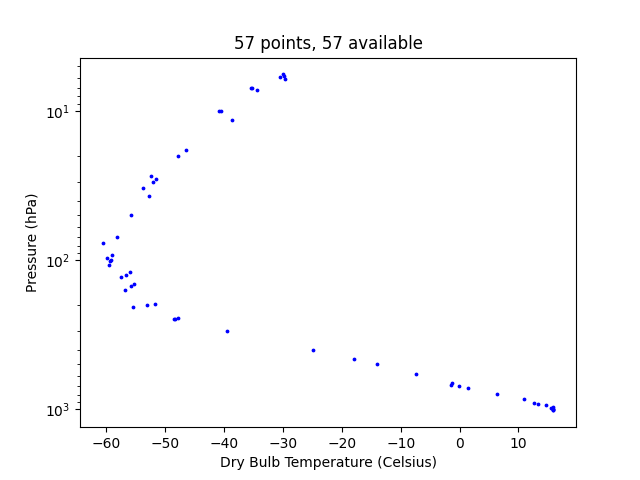 57 points, 57 available
Pressure (hPa)
10¹
10²
10³
−60 −50 −40 −30 −20 −10 0 10
Dry Bulb Temperature (Celsius)